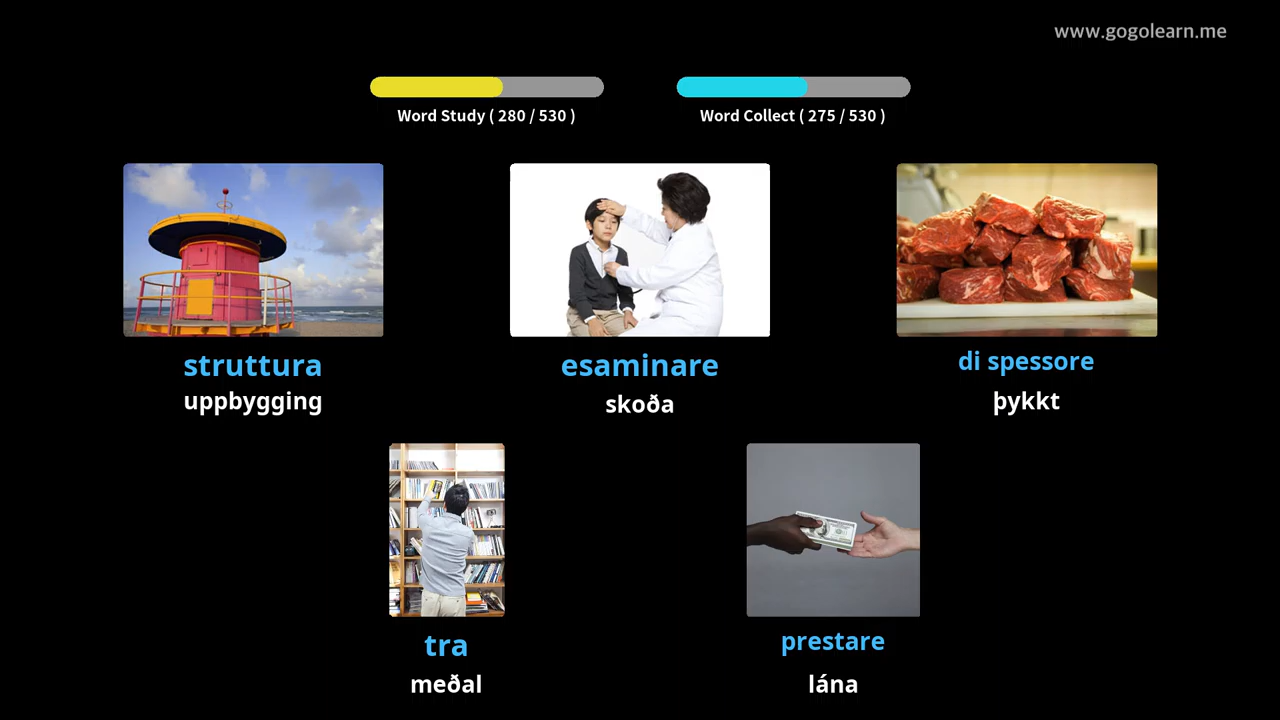 www.gogolearn.me
Word Study ( 280 / 530 )
Word Collect ( 275 / 530 )
struttura
uppbygging
esaminare
skoða
di spessore
þykkt
tra
meðal
prestare
lána